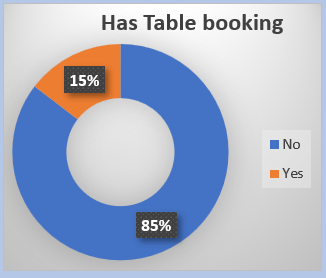 Has Table booking
15%
No
Yes
85%